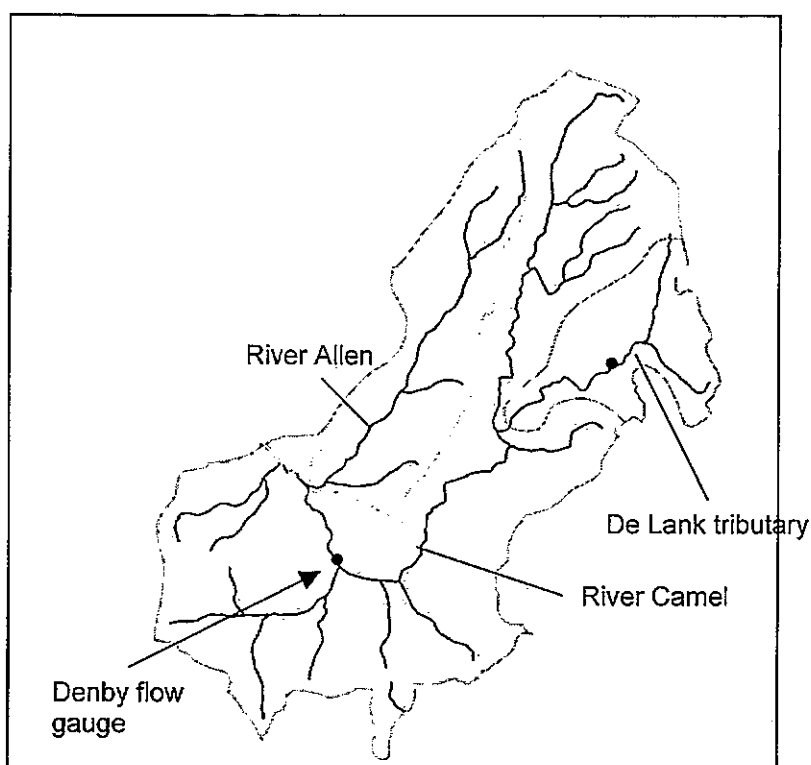 River Allen
De Lank tributary
River Camel
Denby flow
gauge